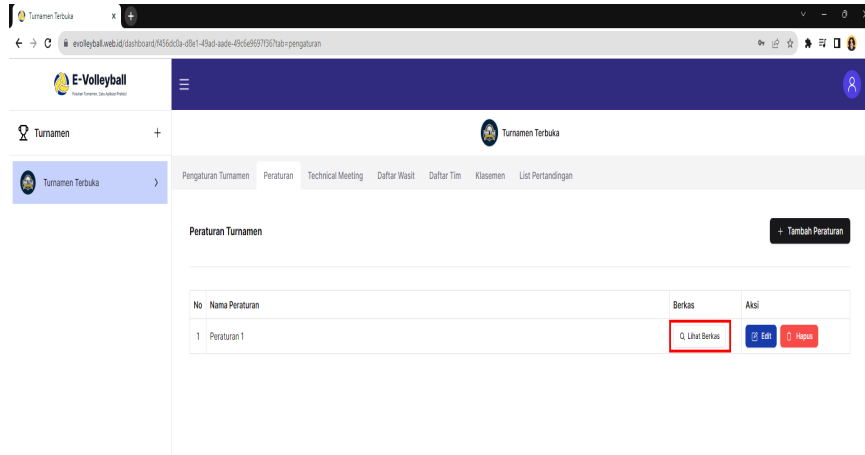 Turnamen Terbuka
evolleyball.web.id/dashboard/f456dc0a-d8e1-49ad-aade-49c6e9697f36?tab=pengaturan
E-Volleyball
Turnamen
Turnamen Terbuka
Turnamen Terbuka
Pengaturan Turnamen Peraturan Technical Meeting Daftar Wasit Daftar Tim Klasemen List Pertandingan
Peraturan Turnamen
+ Tambah Peraturan
No Nama Peraturan Berkas Aksi
1 Peraturan 1 Lihat Berkas Edit Hapus